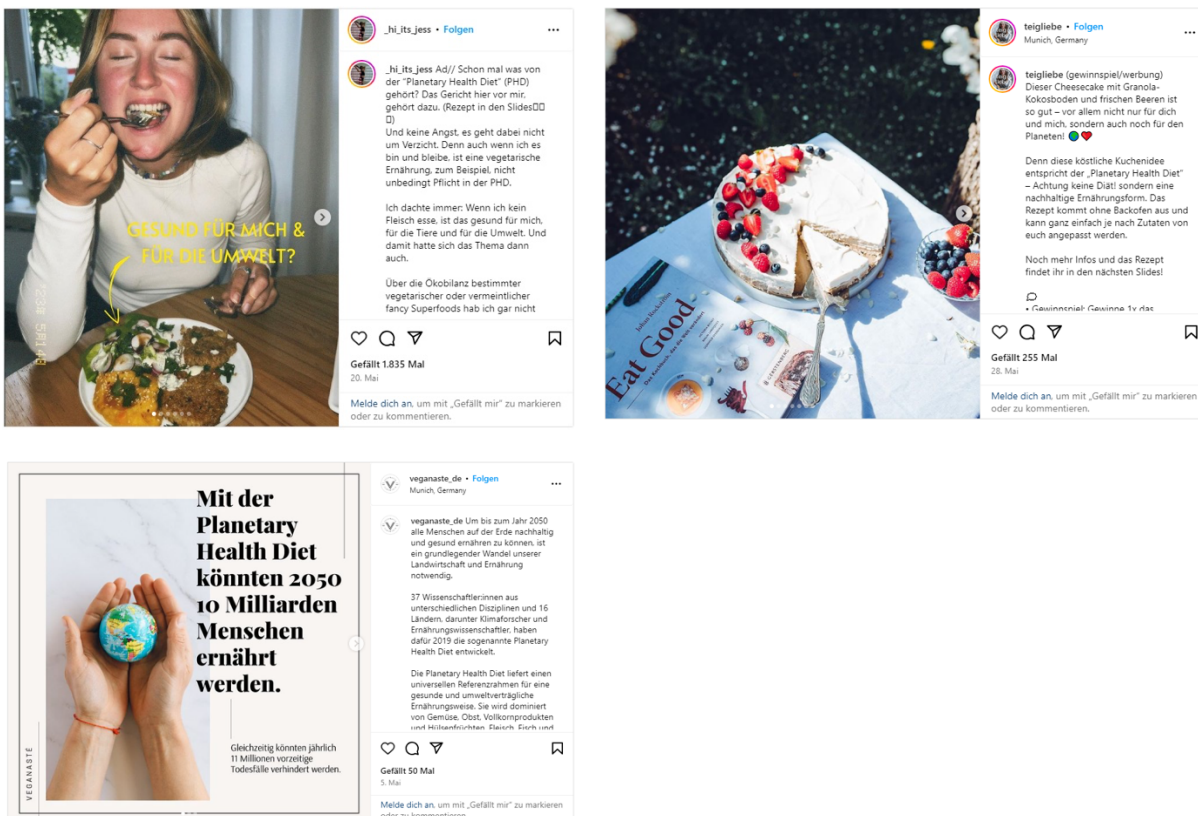 _hi_its_jess • Folgen
_hi_its_jess Ad// Schon mal was von
der "Planetary Health Diet" (PHD)
gehört? Das Gericht hier vor mir,
gehört dazu. (Rezept in den Slides
)
Und keine Angst, es geht dabei nicht
um Verzicht. Denn auch wenn ich es
bin und bleibe, ist eine vegetarische
Ernährung, zum Beispiel, nicht
unbedingt Pflicht in der PHD.
Ich dachte immer: Wenn ich kein
Fleisch esse, ist das gesund für mich,
für die Tiere und für die Umwelt. Und
damit hatte sich das Thema dann
auch.
Über die Ökobilanz bestimmter
vegetarischer oder vermeintlicher
fancy Superfoods hab ich gar nicht
Gefällt 1.835 Mal
20. Mai
Melde dich an, um mit „Gefällt mir" zu markieren
oder zu kommentieren.
GESUND FÜR MICH &
FÜR DIE UMWELT?
teigliebe • Folgen
Munich, Germany
teigliebe (gewinnspiel/werbung)
Dieser Cheesecake mit Granola-
Kokosboden und frischen Beeren ist
so gut – vor allem nicht nur für dich
und mich, sondern auch noch für den
Planeten! 🌍❤️
Denn diese köstliche Kuchenidee
entspricht der „Planetary Health Diet"
– Achtung keine Diät! sondern eine
nachhaltige Ernährungsform. Das
Rezept kommt ohne Backofen aus und
kann ganz einfach je nach Zutaten von
euch angepasst werden.
Noch mehr Infos und das Rezept
findet ihr in den nächsten Slides!
• Gewinnspiel: Gewinne 1x das
Gefällt 255 Mal
28. Mai
Melde dich an, um mit „Gefällt mir" zu markieren
oder zu kommentieren.
Eat Good
GERSTENBERG
Mit der
Planetary
Health Diet
könnten 2050
10 Milliarden
Menschen
ernährt
werden.
Gleichzeitig könnten jährlich
11 Millionen vorzeitige
Todesfälle verhindert werden.
VEGANASTE
veganaste_de • Folgen
Munich, Germany
veganaste_de Um bis zum Jahr 2050
alle Menschen auf der Erde nachhaltig
und gesund ernähren zu können, ist
ein grundlegender Wandel unserer
Landwirtschaft und Ernährung
notwendig.
37 Wissenschaftler:innen aus
unterschiedlichen Disziplinen und 16
Ländern, darunter Klimaforscher und
Ernährungswissenschaftler, haben
dafür 2019 die sogenannte Planetary
Health Diet entwickelt.
Die Planetary Health Diet liefert einen
universellen Referenzrahmen für eine
gesunde und umweltverträgliche
Ernährungsweise. Sie wird dominiert
von Gemüse, Obst, Vollkornprodukten
und Hülsenfrüchten. Fleisch, Fisch und
Gefällt 50 Mal
5. Mai
Melde dich an, um mit „Gefällt mir" zu markieren
oder zu kommentieren.